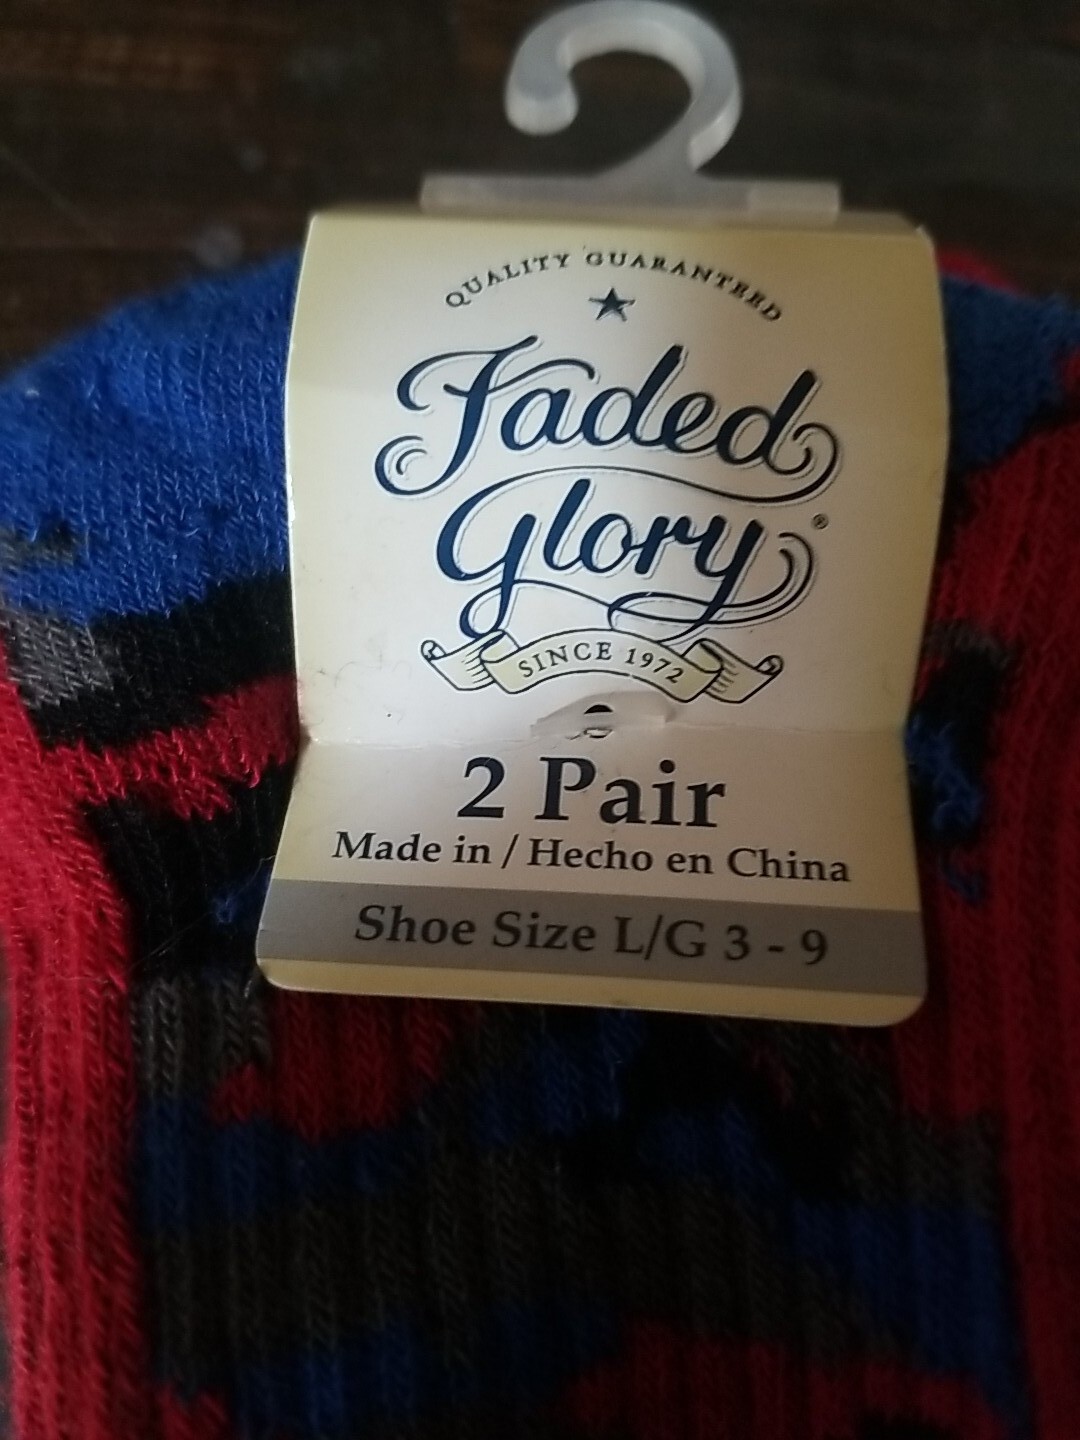 QUALITY GUARANTEED
Faded
Glory®
SINCE 1972
2 Pair
Made in / Hecho en China
Shoe Size L/G 3 - 9